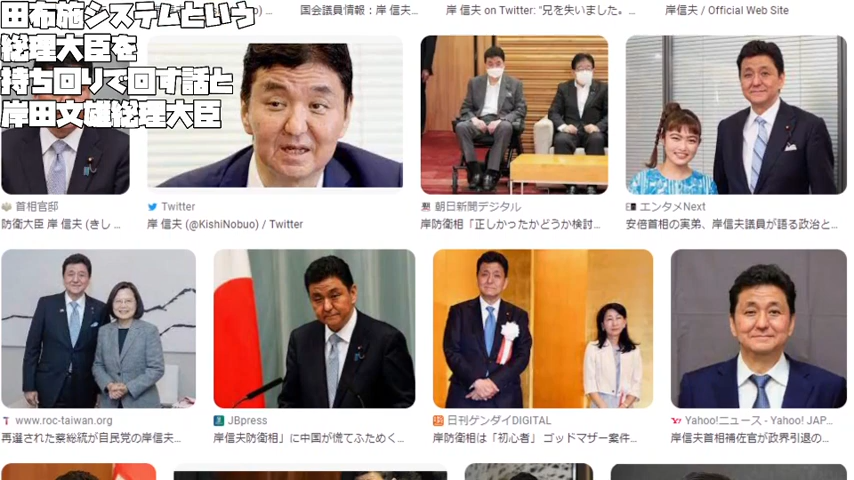 田布施システムという
総理大臣を
持ち回りで回す話と
岸田文雄総理大臣
国会議員情報：岸 信夫...
岸 信夫 on Twitter: "兄を失いました。...
岸信夫 / Official Web Site
首相官邸
防衛大臣 岸 信夫 (きし ...
Twitter
岸 信夫 (@KishiNobuo) / Twitter
朝日新聞デジタル
岸防衛相「正しかったかどうか検討...
エンタメNext
安倍首相の実弟、岸信夫議員が語る政治と...
www.roc-taiwan.org
再選された蔡総統が自民党の岸信夫...
JBpress
岸信夫防衛相」に中国が慌てふためく...
日刊ゲンダイDIGITAL
岸防衛相は「初心者」 ゴッドマザー案件...
Yahoo!ニュース - Yahoo! JAP...
岸信夫首相補佐官が政界引退の...